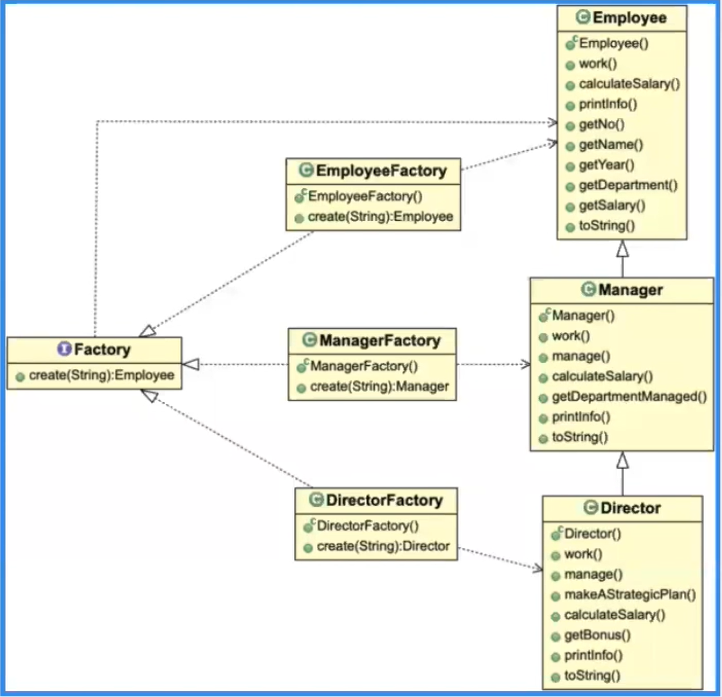 Employee
Employee()
work()
calculateSalary()
printInfo()
getNo()
getName()
getYear()
getDepartment()
getSalary()
toString()
EmployeeFactory
EmployeeFactory()
create(String):Employee
Manager
Manager()
work()
manage()
calculateSalary()
getDepartmentManaged()
printInfo()
toString()
Factory
create(String):Employee
ManagerFactory
ManagerFactory()
create(String):Manager
DirectorFactory
DirectorFactory()
create(String):Director
Director
Director()
work()
manage()
makeAStrategicPlan()
calculateSalary()
getBonus()
printInfo()
toString()